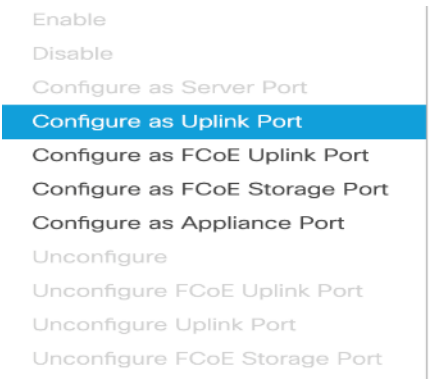 Enable
Disable
Configure as Server Port
Configure as Uplink Port
Configure as FCoE Uplink Port
Configure as FCoE Storage Port
Configure as Appliance Port
Unconfigure
Unconfigure FCoE Uplink Port
Unconfigure Uplink Port
Unconfigure FCoE Storage Port